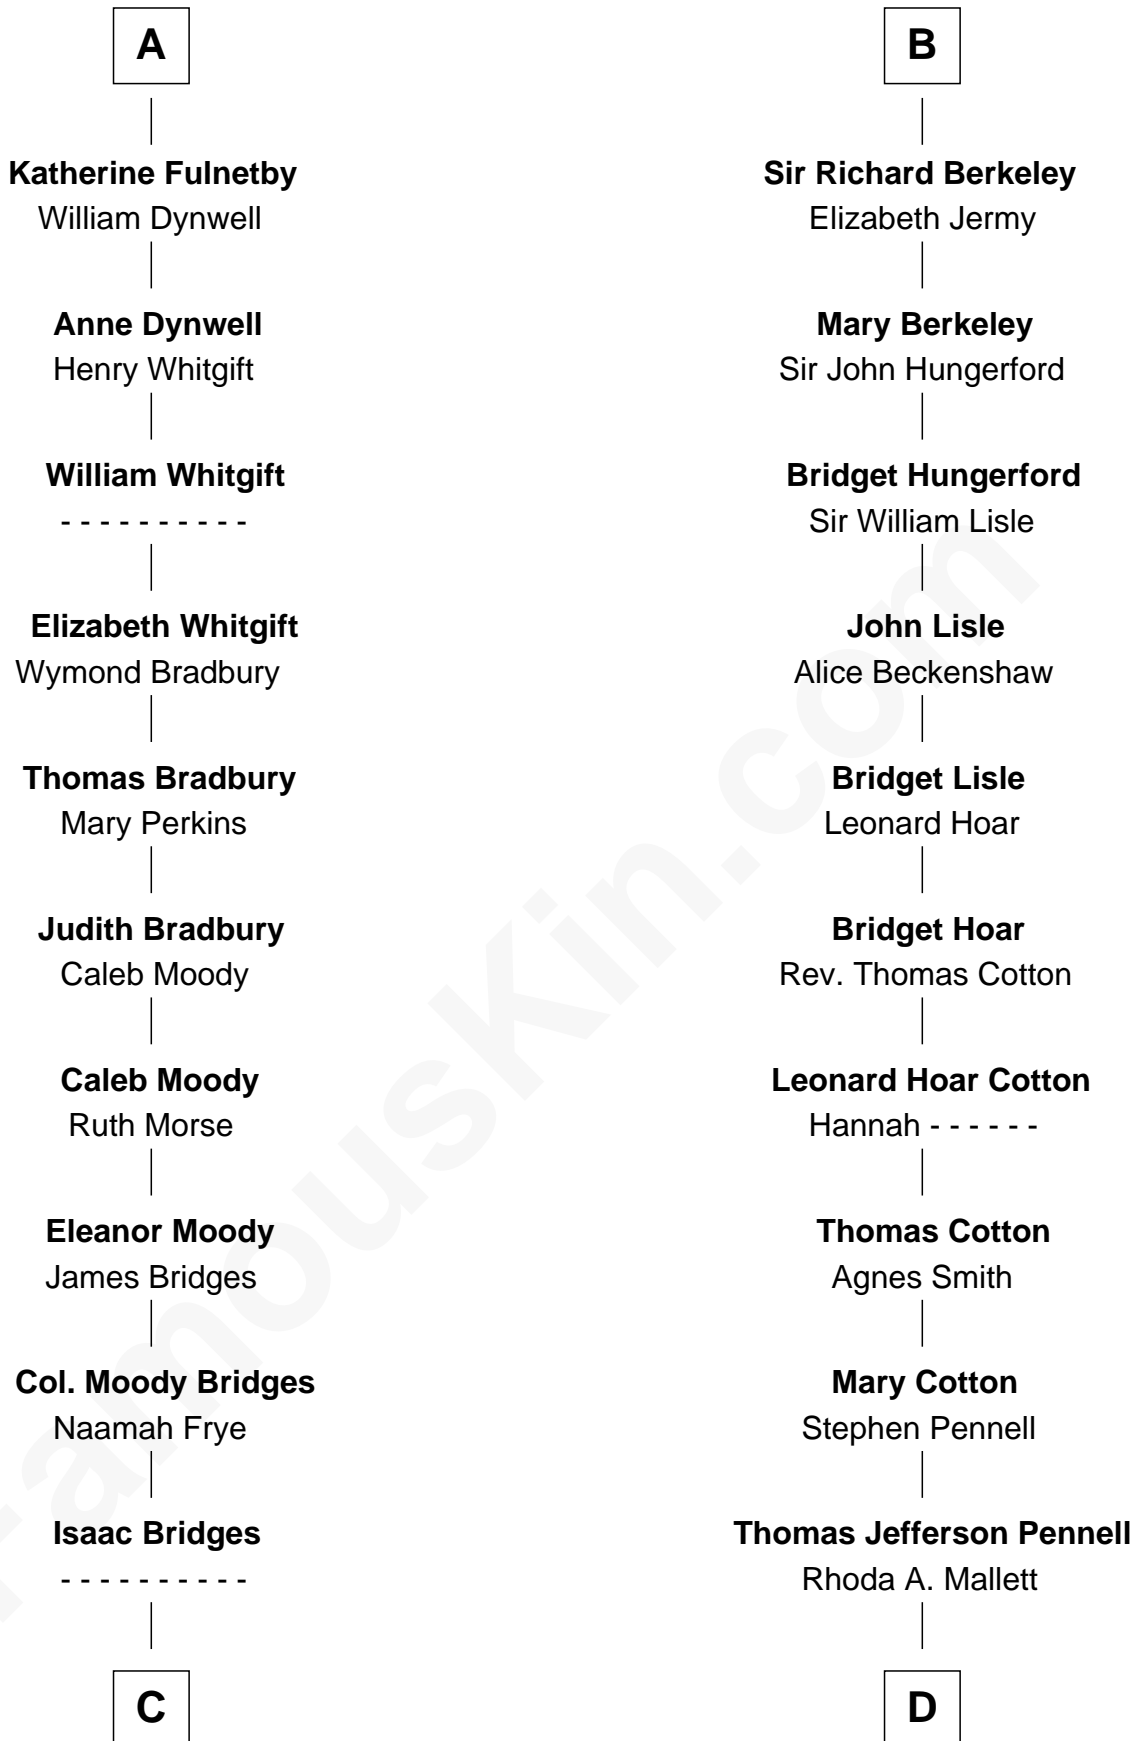 A
Katherine Fulnetby
William Dynwell
Anne Dynwell
Henry Whitgift
William Whitgift
- - - - - - - - - -
Elizabeth Whitgift
Wymond Bradbury
Thomas Bradbury
Mary Perkins
Judith Bradbury
Caleb Moody
Caleb Moody
Ruth Morse
Eleanor Moody
James Bridges
Col. Moody Bridges
Naamah Frye
Isaac Bridges
- - - - - - - - - -
C
B
Sir Richard Berkeley
Elizabeth Jermy
Mary Berkeley
Sir John Hungerford
Bridget Hungerford
Sir William Lisle
John Lisle
Alice Beckenshaw
Bridget Lisle
Leonard Hoar
Bridget Hoar
Rev. Thomas Cotton
Leonard Hoar Cotton
Hannah - - - - - -
Thomas Cotton
Agnes Smith
Mary Cotton
Stephen Pennell
Thomas Jefferson Pennell
Rhoda A. Mallett
D
FamousKin.com